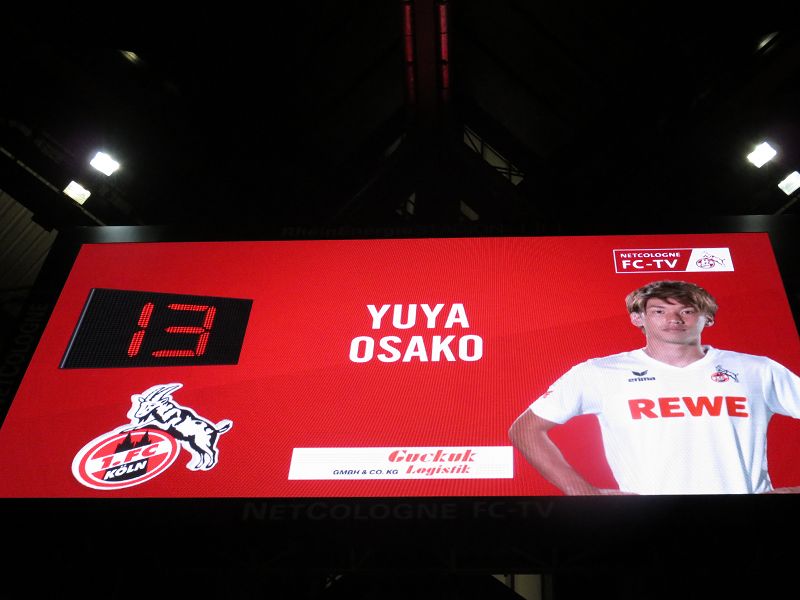 RheinEnergieSTADION
NETCOLOGNE
FC-TV
13
YUYA
OSAKO
erima
REWE
1.FC
KÖLN
Guckuk
GMBH & CO. KG Logistik
NETCOLOGNE FC-TV